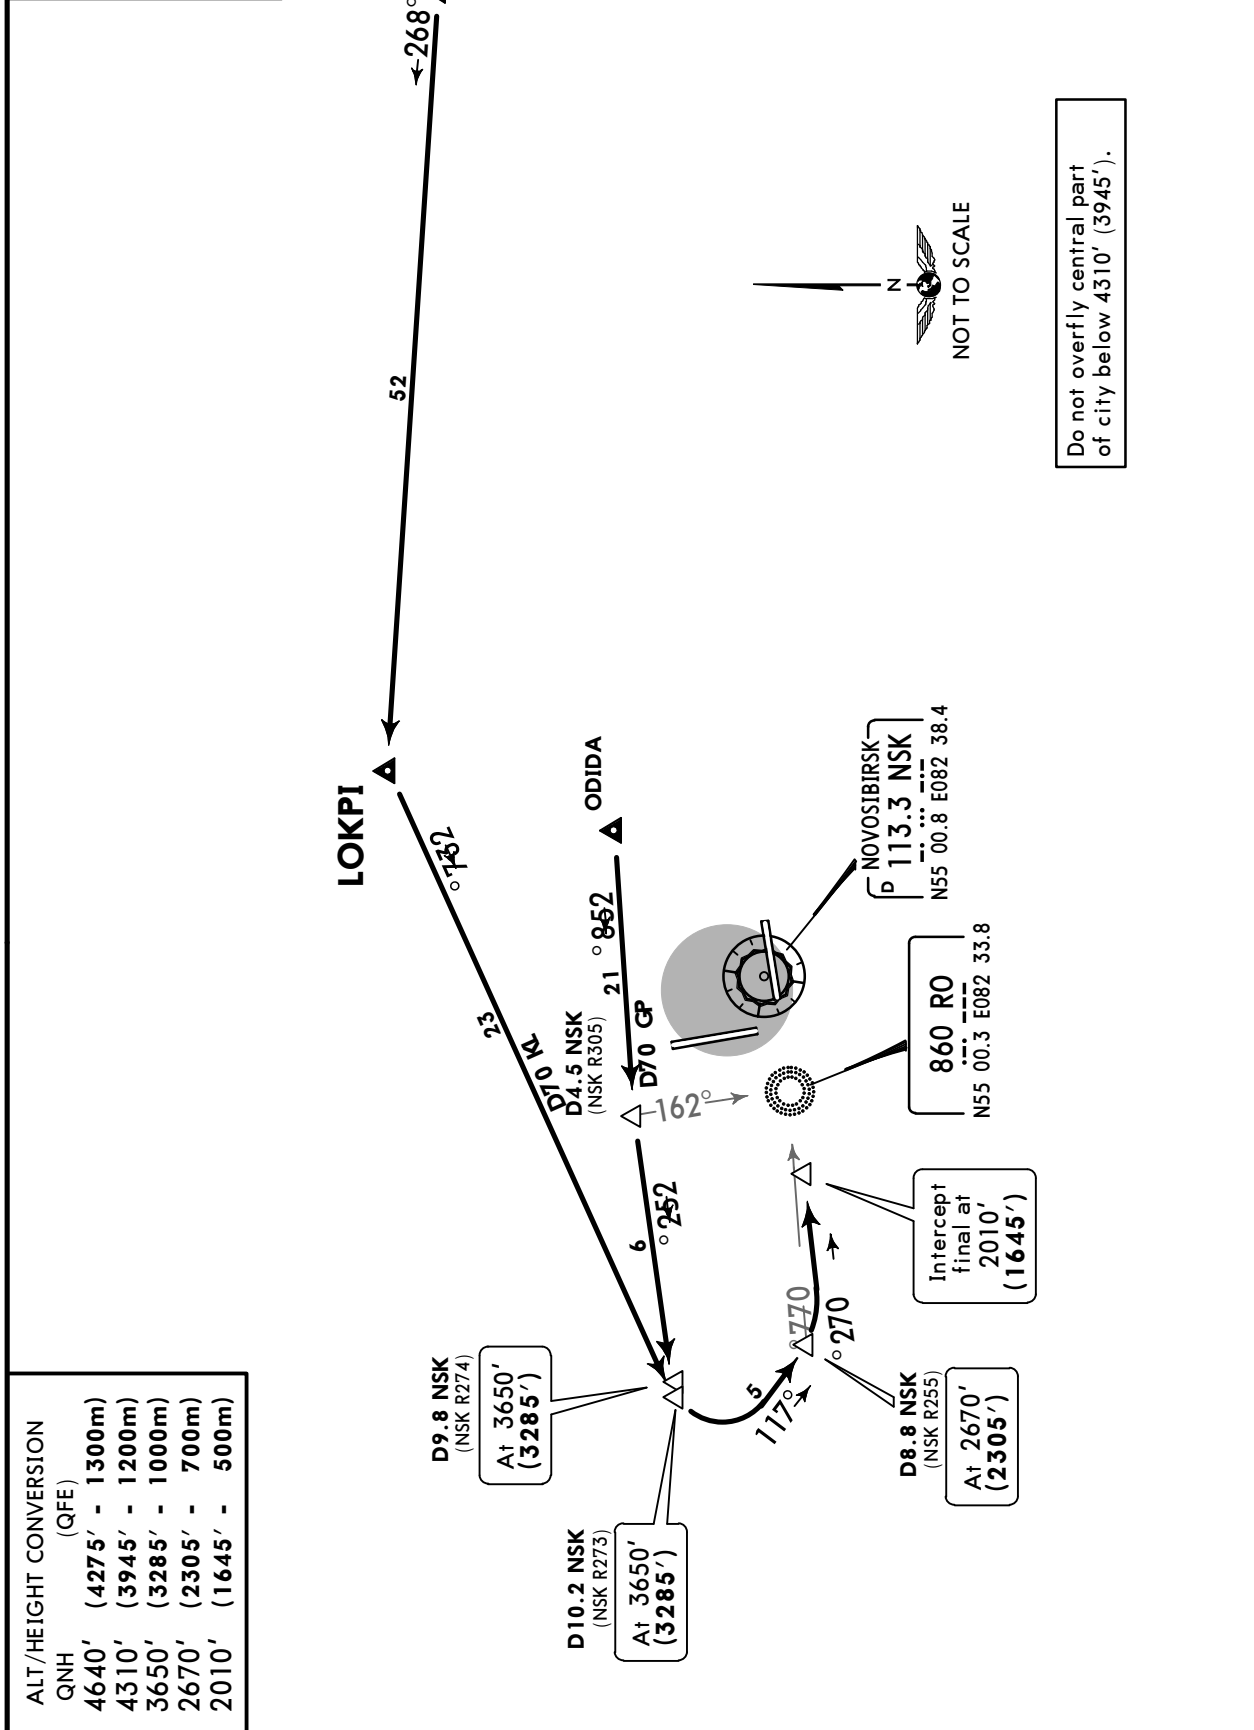 ALT/HEIGHT CONVERSION
QNH (QFE)
4640' (4275' - 1300m)
4310' (3945' - 1200m)
3650' (3285' - 1000m)
2670' (2305' - 700m)
2010' (1645' - 500m)
268°
52
LOKPI
23
D70 KL
ODIDA
21
D70 GP
D4.5 NSK
(NSK R305)
162°
6
°252
D9.8 NSK
(NSK R274)
At 3650'
(3285')
D10.2 NSK
(NSK R273)
At 3650'
(3285')
5
117°
D8.8 NSK
(NSK R255)
At 2670'
(2305')
°270
Intercept
final at
2010'
(1645')
860 RO
N55 00.3 E082 33.8
NOVOSIBIRSK
D 113.3 NSK
N55 00.8 E082 38.4
N
NOT TO SCALE
Do not overfly central part
of city below 4310' (3945').